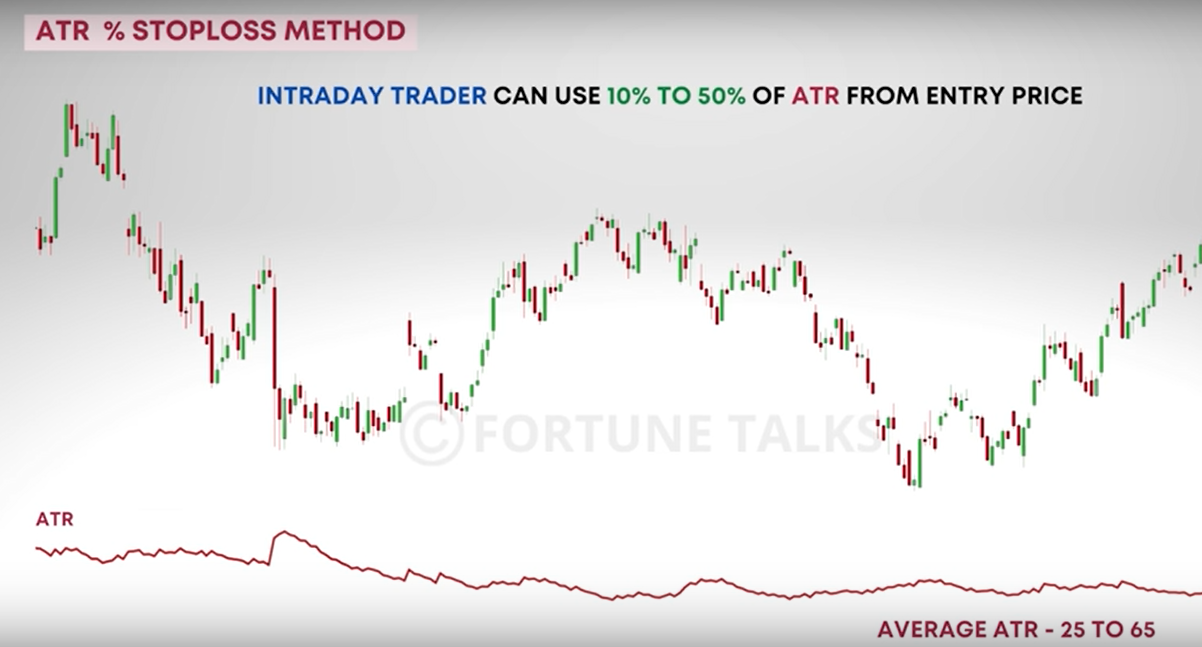 ATR % STOPLOSS METHOD
INTRADAY TRADER CAN USE 10% TO 50% OF ATR FROM ENTRY PRICE
© FORTUNE TALKS
ATR
AVERAGE ATR - 25 TO 65